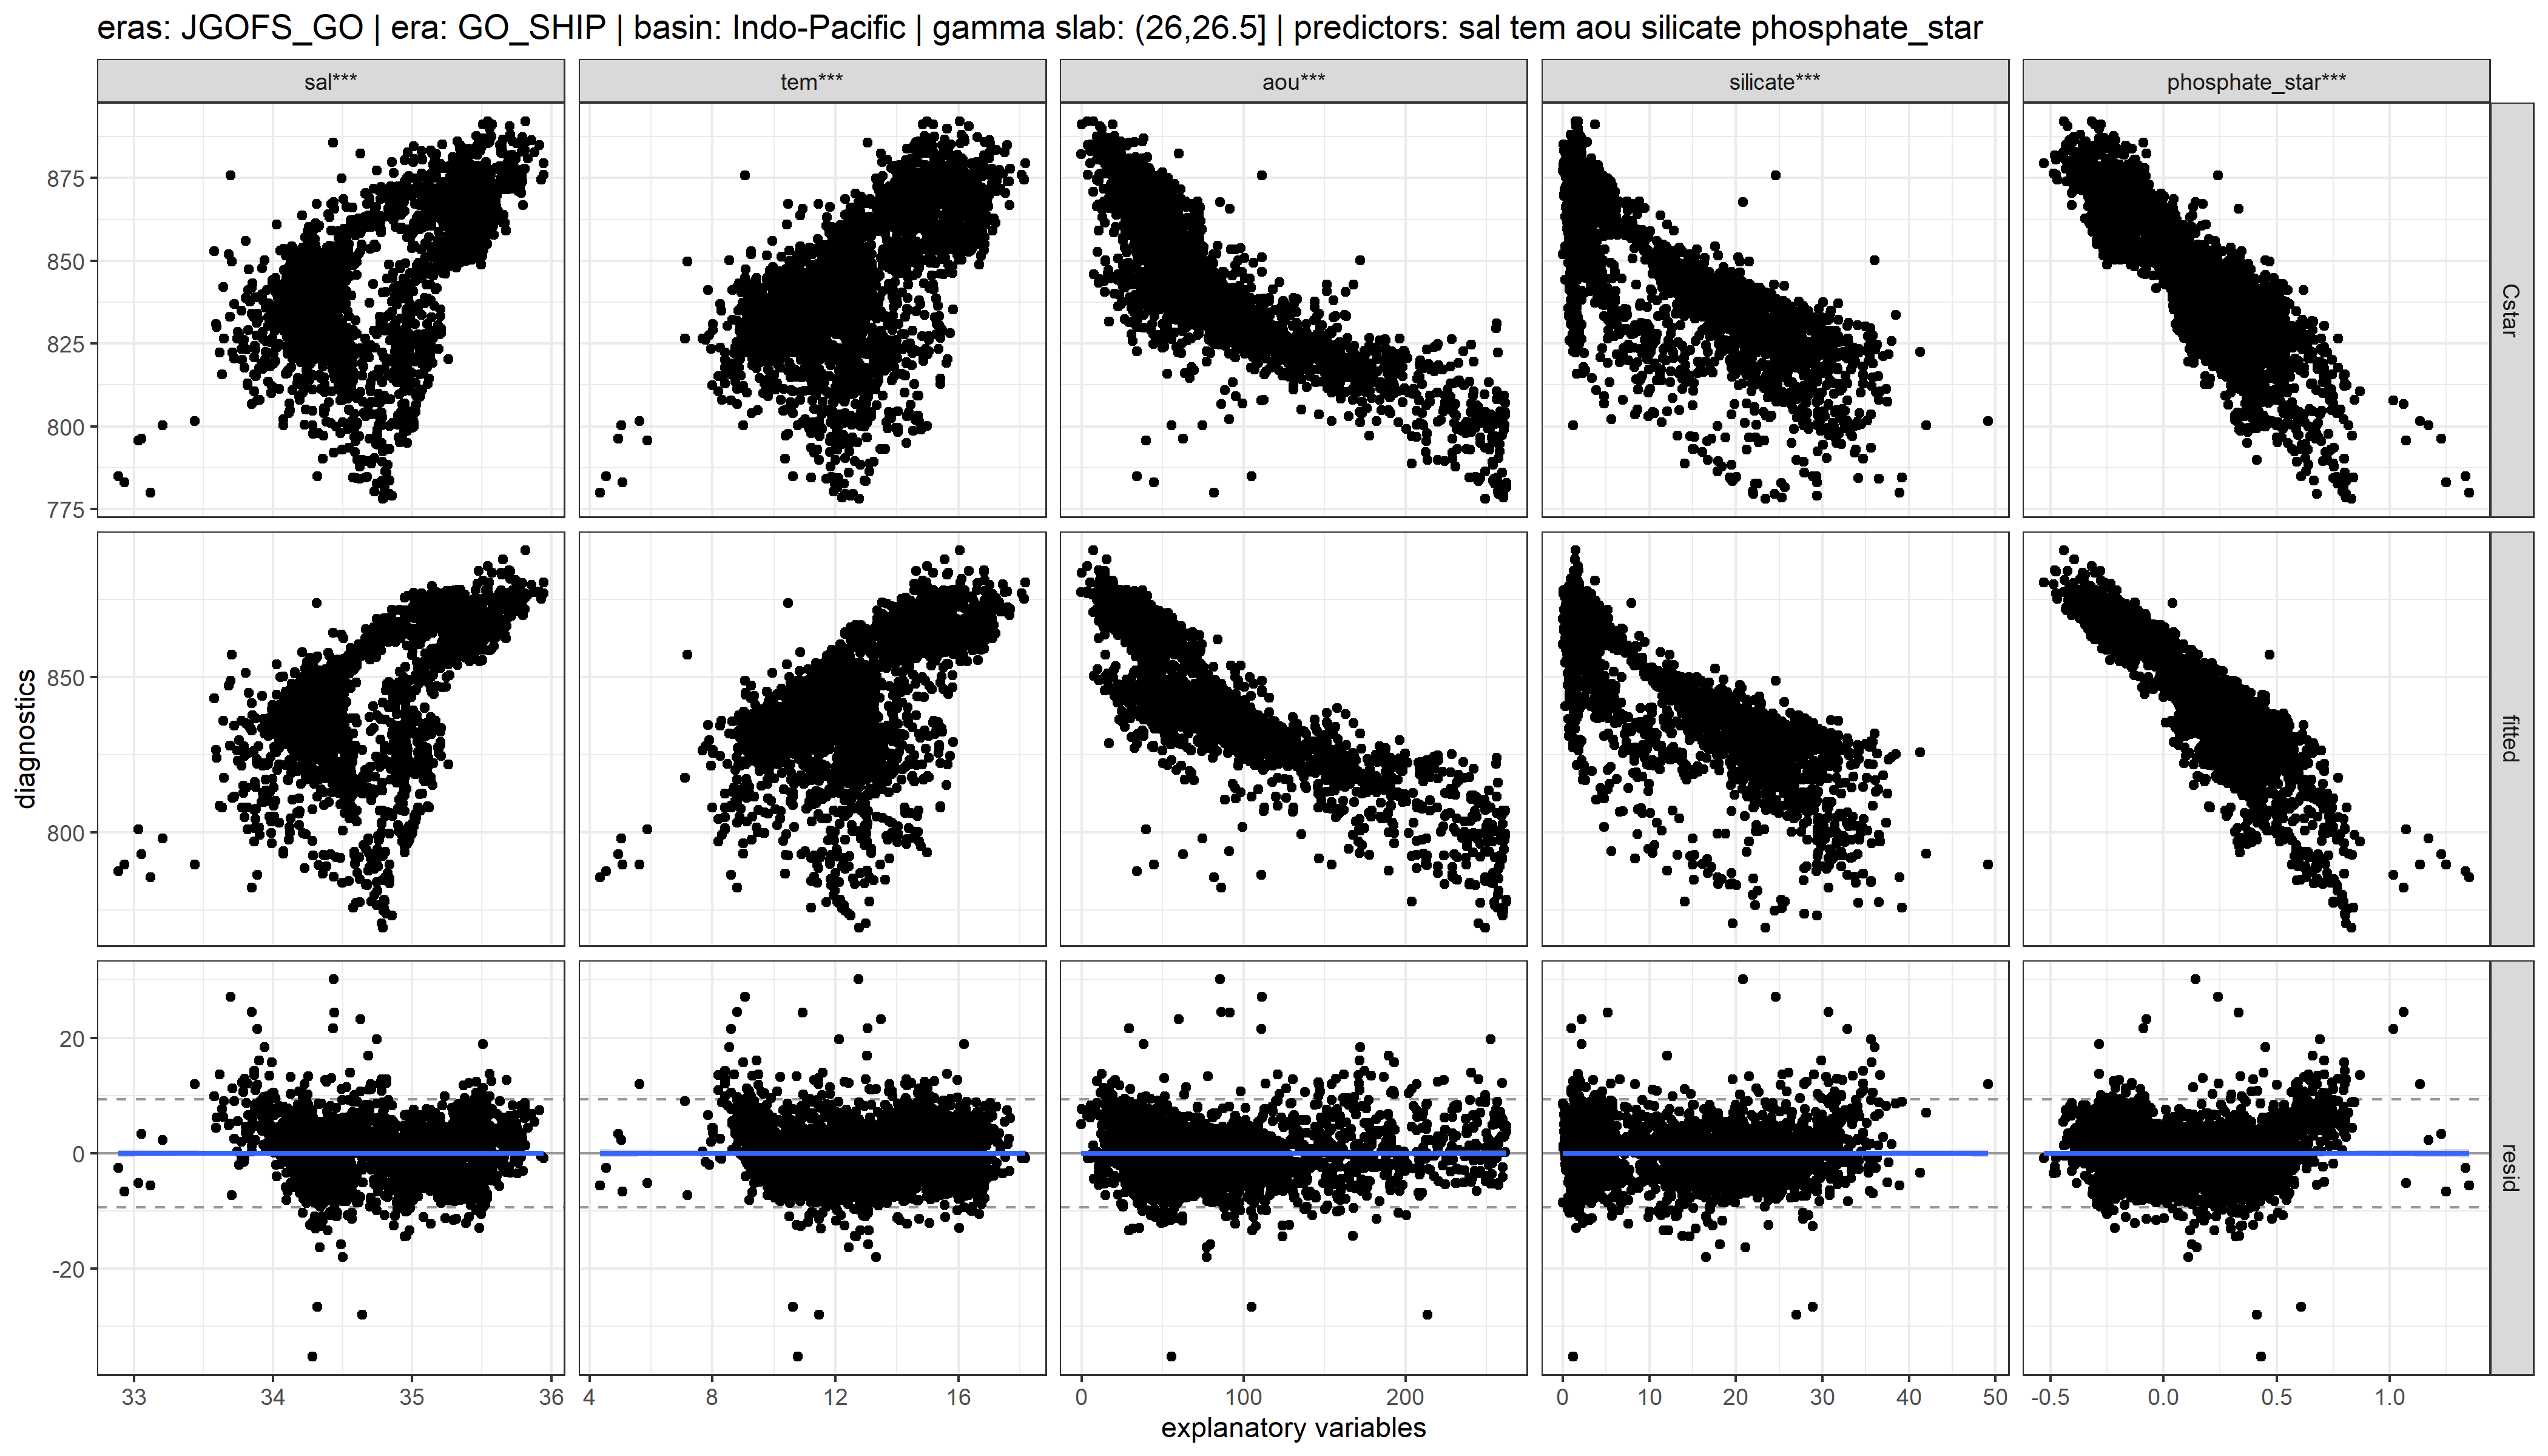 eras: JGOFS_GO | era: GO_SHIP | basin: Indo-Pacific | gamma slab: (26,26.5] | predictors: sal tem aou silicate phosphate_star
sal*** tem*** aou*** silicate*** phosphate_star***
875
850
825
800
775
Cstar
850
800
fitted
diagnostics
20
0
-20
resid
33 34 35 36 4 8 12 16 0 100 200 0 10 20 30 40 50 -0.5 0.0 0.5 1.0
explanatory variables